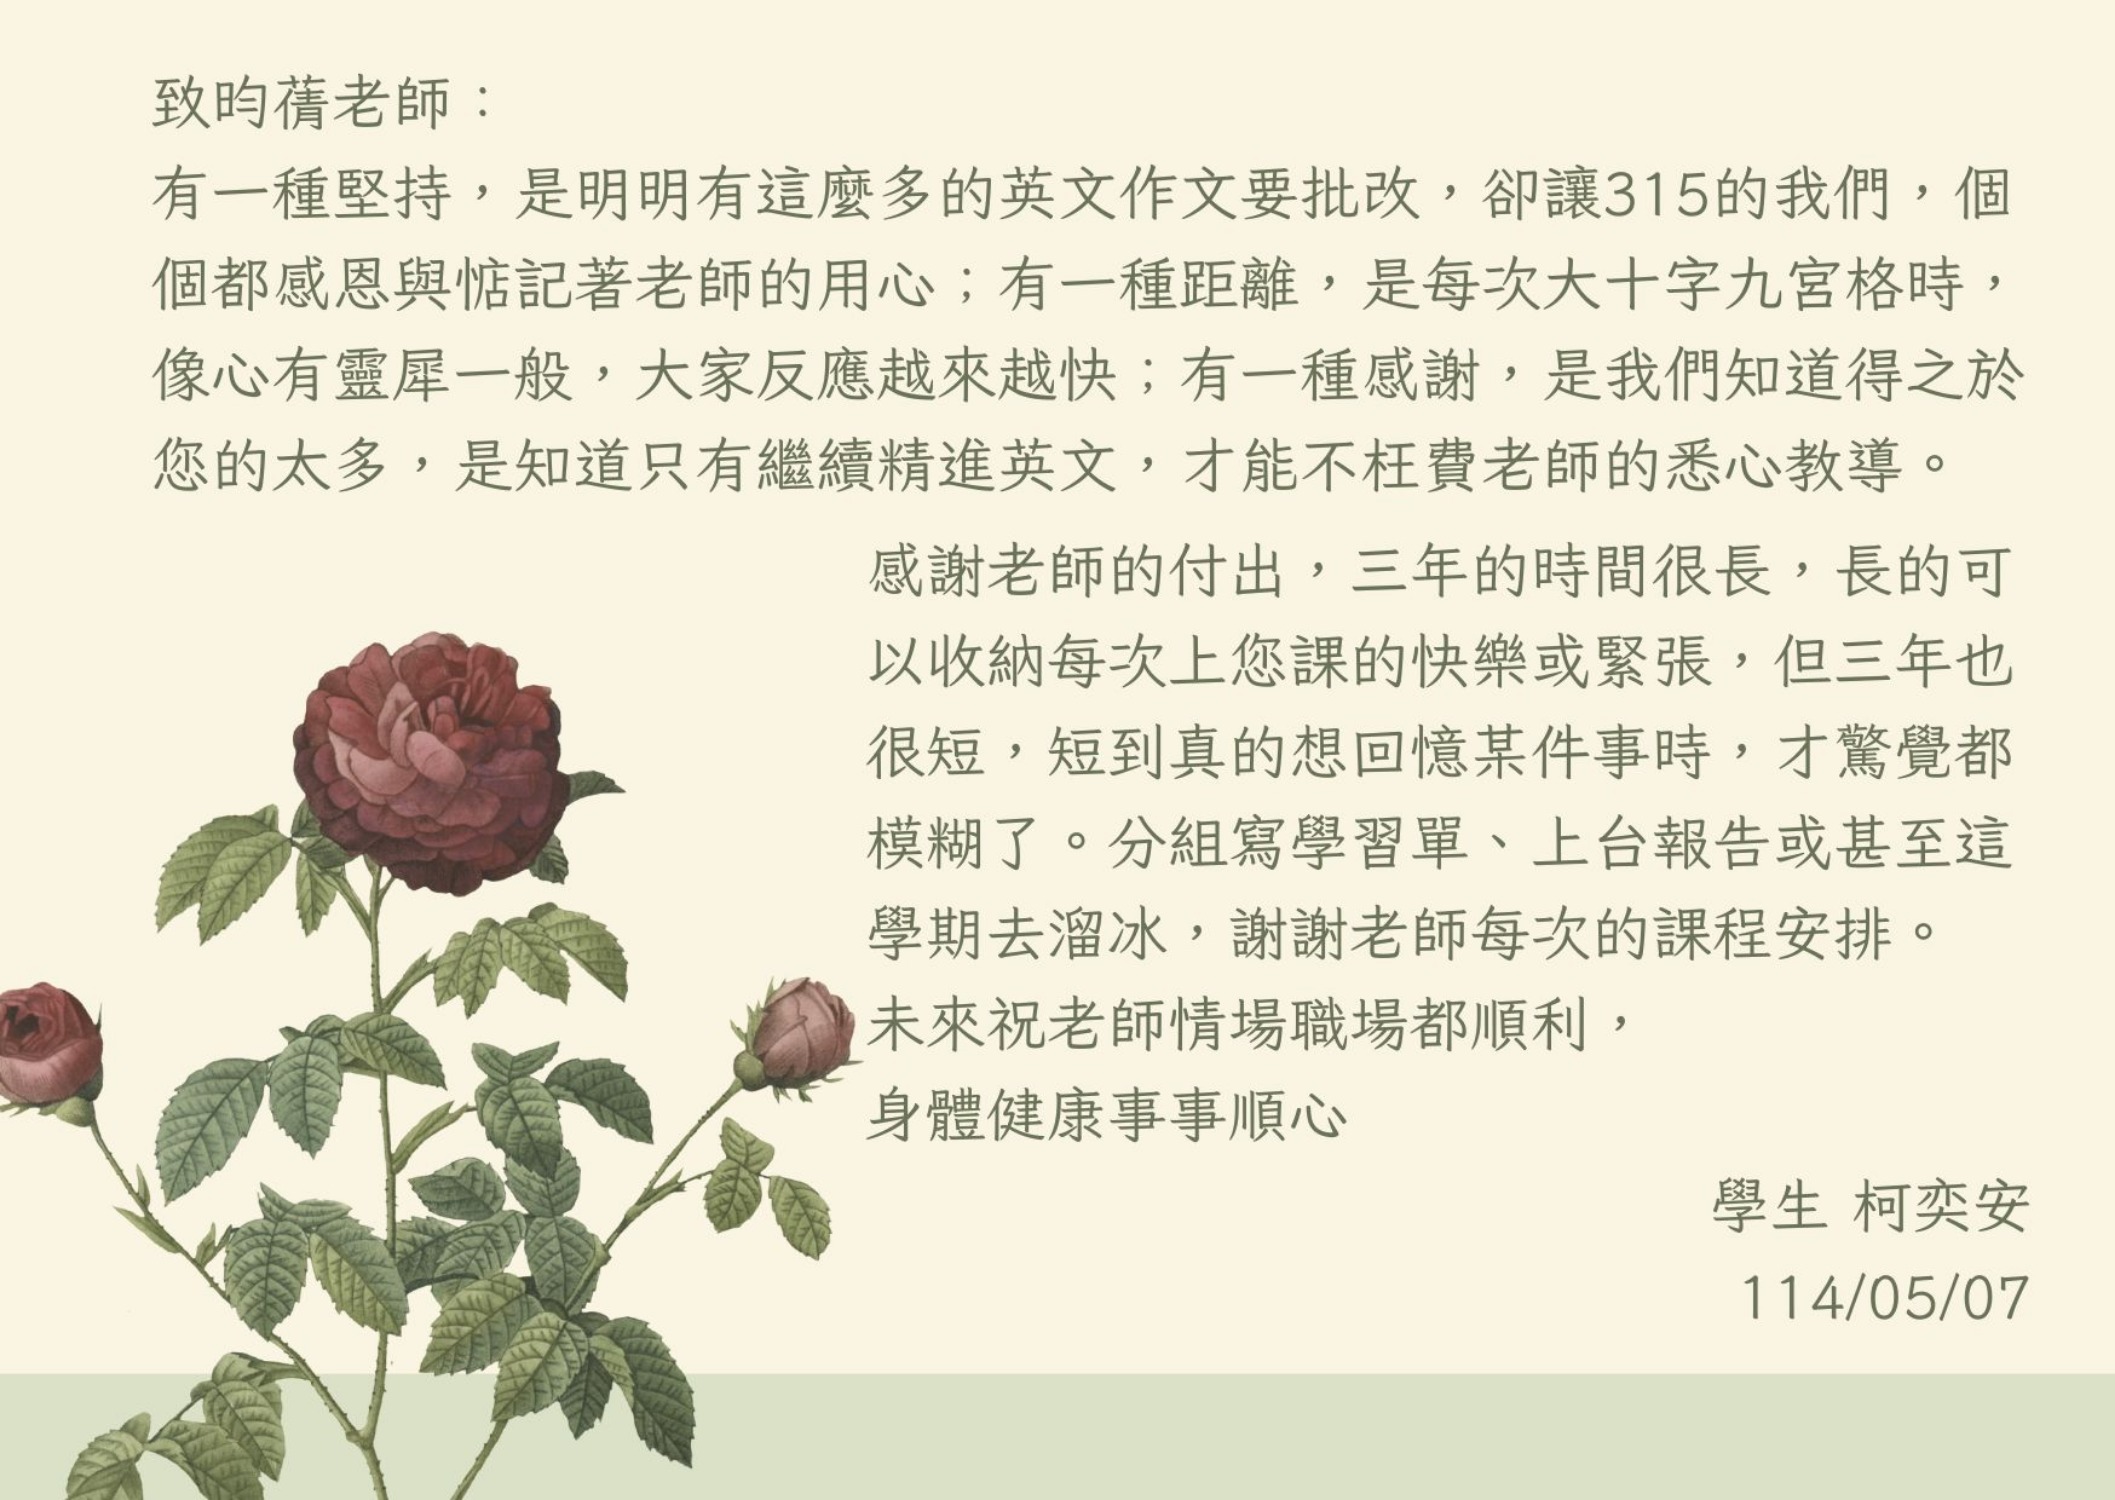 致昀蒨老師：
有一種堅持，是明明有這麼多的英文作文要批改，卻讓315的我們，個
個都感恩與惦記著老師的用心；有一種距離，是每次大十字九宮格時，
像心有靈犀一般，大家反應越來越快；有一種感謝，是我們知道得之於
您的太多，是知道只有繼續精進英文，才能不枉費老師的悉心教導。
感謝老師的付出，三年的時間很長，長的可
以收納每次上您課的快樂或緊張，但三年也
很短，短到真的想回憶某件事時，才驚覺都
模糊了。分組寫學習單、上台報告或甚至這
學期去溜冰，謝謝老師每次的課程安排。
未來祝老師情場職場都順利，
身體健康事事順心
學生 柯奕安
114/05/07